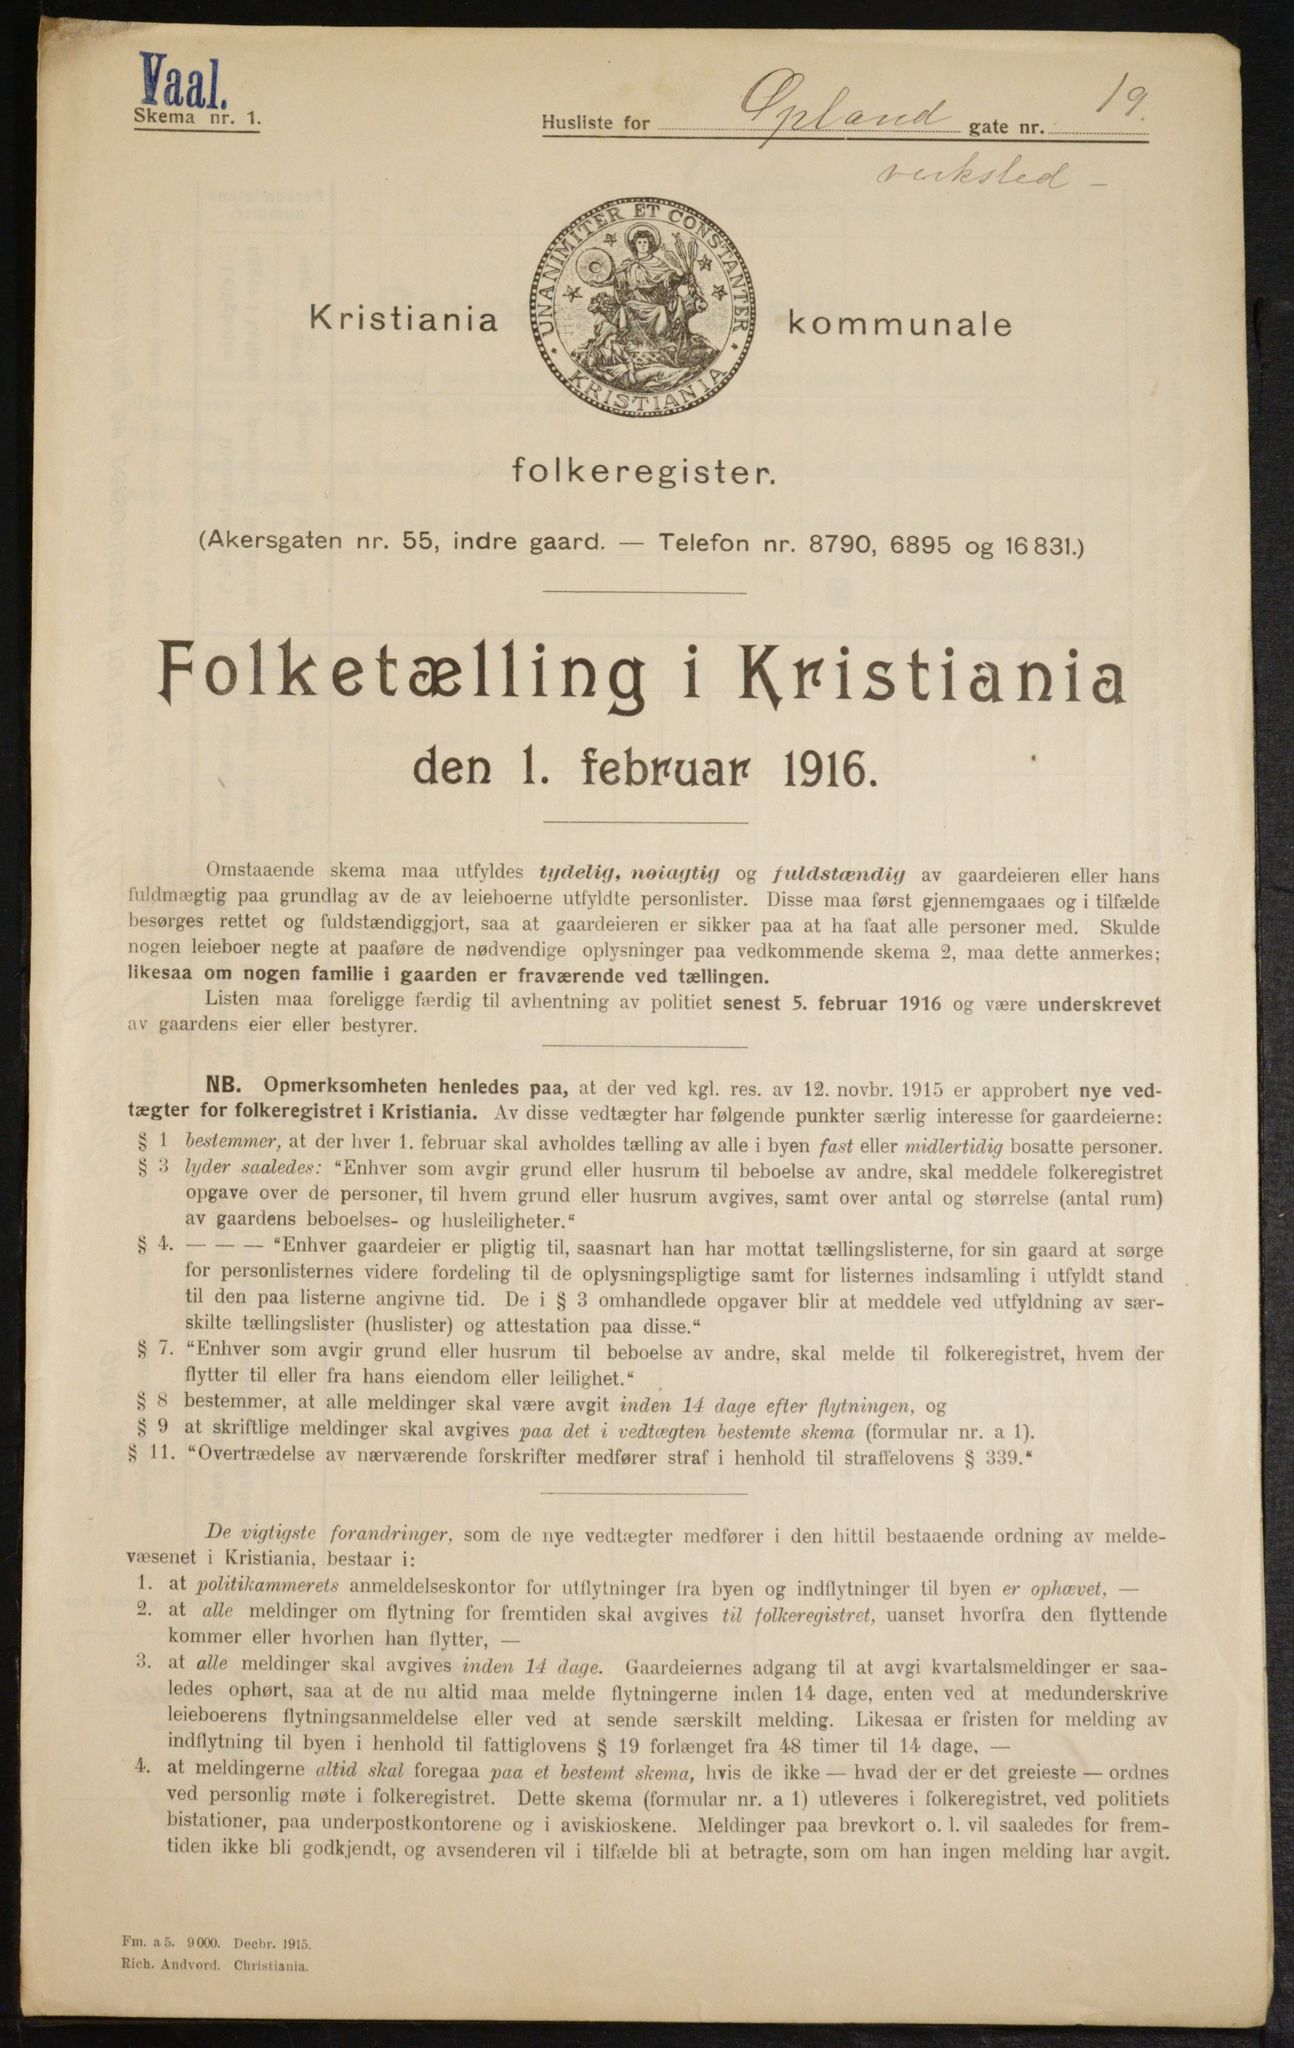 Vaal.
Skema nr. 1.
Husliste for Opland gate nr. 19.
verksted –
UNANIMITER ET CONSTANTER
KRISTIANIA
Kristiania kommunale
folkeregister.
(Akersgaten nr. 55, indre gaard. — Telefon nr. 8790, 6895 og 16 831.)
Folketælling i Kristiania
den 1. februar 1916.
Omstaaende skema maa utfyldes tydelig, nøiagtig og fuldstændig av gaardeieren eller hans
fuldmægtig paa grundlag av de av leieboerne utfyldte personlister. Disse maa først gjennemgaaes og i tilfælde
besørges rettet og fuldstændiggjort, saa at gaardeieren er sikker paa at ha faat alle personer med. Skulde
nogen leieboer negte at paaføre de nødvendige oplysninger paa vedkommende skema 2, maa dette anmerkes;
likesaa om nogen familie i gaarden er fraværende ved tællingen.
Listen maa foreligge færdig til avhentning av politiet senest 5. februar 1916 og være underskrevet
av gaardens eier eller bestyrer.
NB. Opmerksomheten henledes paa, at der ved kgl. res. av 12. novbr. 1915 er approbert nye ved-
tægter for folkeregistret i Kristiania. Av disse vedtægter har følgende punkter særlig interesse for gaardeierne:
§ 1 bestemmer, at der hver 1. februar skal avholdes tælling av alle i byen fast eller midlertidig bosatte personer.
§ 3 lyder saaledes: "Enhver som avgir grund eller husrum til beboelse av andre, skal meddele folkeregistret
opgave over de personer, til hvem grund eller husrum avgives, samt over antal og størrelse (antal rum)
av gaardens beboelses- og husleiligheter."
§ 4. — — — "Enhver gaardeier er pligtig til, saasnart han har mottat tællingslisterne, for sin gaard at sørge
for personlisternes videre fordeling til de oplysningspligtige samt for listernes indsamling i utfyldt stand
til den paa listerne angivne tid. De i § 3 omhandlede opgaver blir at meddele ved utfyldning av sær-
skilte tællingslister (huslister) og attestation paa disse."
§ 7. "Enhver som avgir grund eller husrum til beboelse av andre, skal melde til folkeregistret, hvem der
flytter til eller fra hans eiendom eller leilighet."
§ 8 bestemmer, at alle meldinger skal være avgit inden 14 dage efter flytningen, og
§ 9 at skriftlige meldinger skal avgives paa det i vedtægten bestemte skema (formular nr. a 1).
§ 11. "Overtrædelse av nærværende forskrifter medfører straf i henhold til straffelovens § 339."
De vigtigste forandringer, som de nye vedtægter medfører i den hittil bestaaende ordning av melde-
væsenet i Kristiania, bestaar i:
1. at politikammerets anmeldelseskontor for utflytninger fra byen og indflytninger til byen er ophævet, —
2. at alle meldinger om flytning for fremtiden skal avgives til folkeregistret, uanset hvorfra den flyttende
kommer eller hvorhen han flytter, —
3. at alle meldinger skal avgives inden 14 dage. Gaardeiernes adgang til at avgi kvartalsmeldinger er saa-
ledes ophørt, saa at de nu altid maa melde flytningerne inden 14 dage, enten ved at medunderskrive
leieboerens flytningsanmeldelse eller ved at sende særskilt melding. Likesaa er fristen for melding av
indflytning til byen i henhold til fattiglovens § 19 forlænget fra 48 timer til 14 dage, —
4. at meldingerne altid skal foregaa paa et bestemt skema, hvis de ikke — hvad der er det greieste — ordnes
ved personlig møte i folkeregistret. Dette skema (formular nr. a 1) utleveres i folkeregistret, ved politiets
bistationer, paa underpostkontorene og i aviskioskene. Meldinger paa brevkort o. l. vil saaledes for frem-
tiden ikke bli godkjendt, og avsenderen vil i tilfælde bli at betragte, som om han ingen melding har avgit.
Fm. a 5. 9 000. Decbr. 1915.
Rich. Andvord. Christiania.